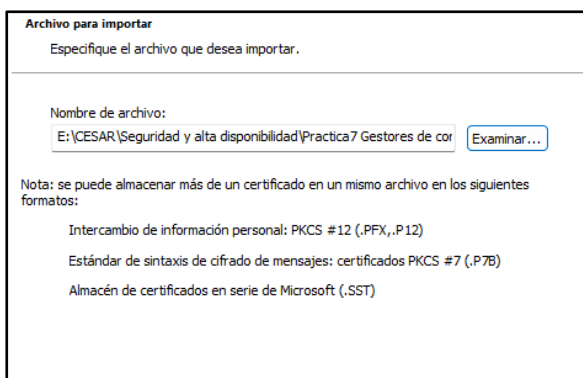 Archivo para importar
Especifique el archivo que desea importar.
Nombre de archivo:
E:\CESAR\Seguridad y alta disponibilidad\Practica7 Gestores de cor
Examinar...
Nota: se puede almacenar más de un certificado en un mismo archivo en los siguientes
formatos:
Intercambio de información personal: PKCS #12 (.PFX,.P12)
Estándar de sintaxis de cifrado de mensajes: certificados PKCS #7 (.P7B)
Almacén de certificados en serie de Microsoft (.SST)